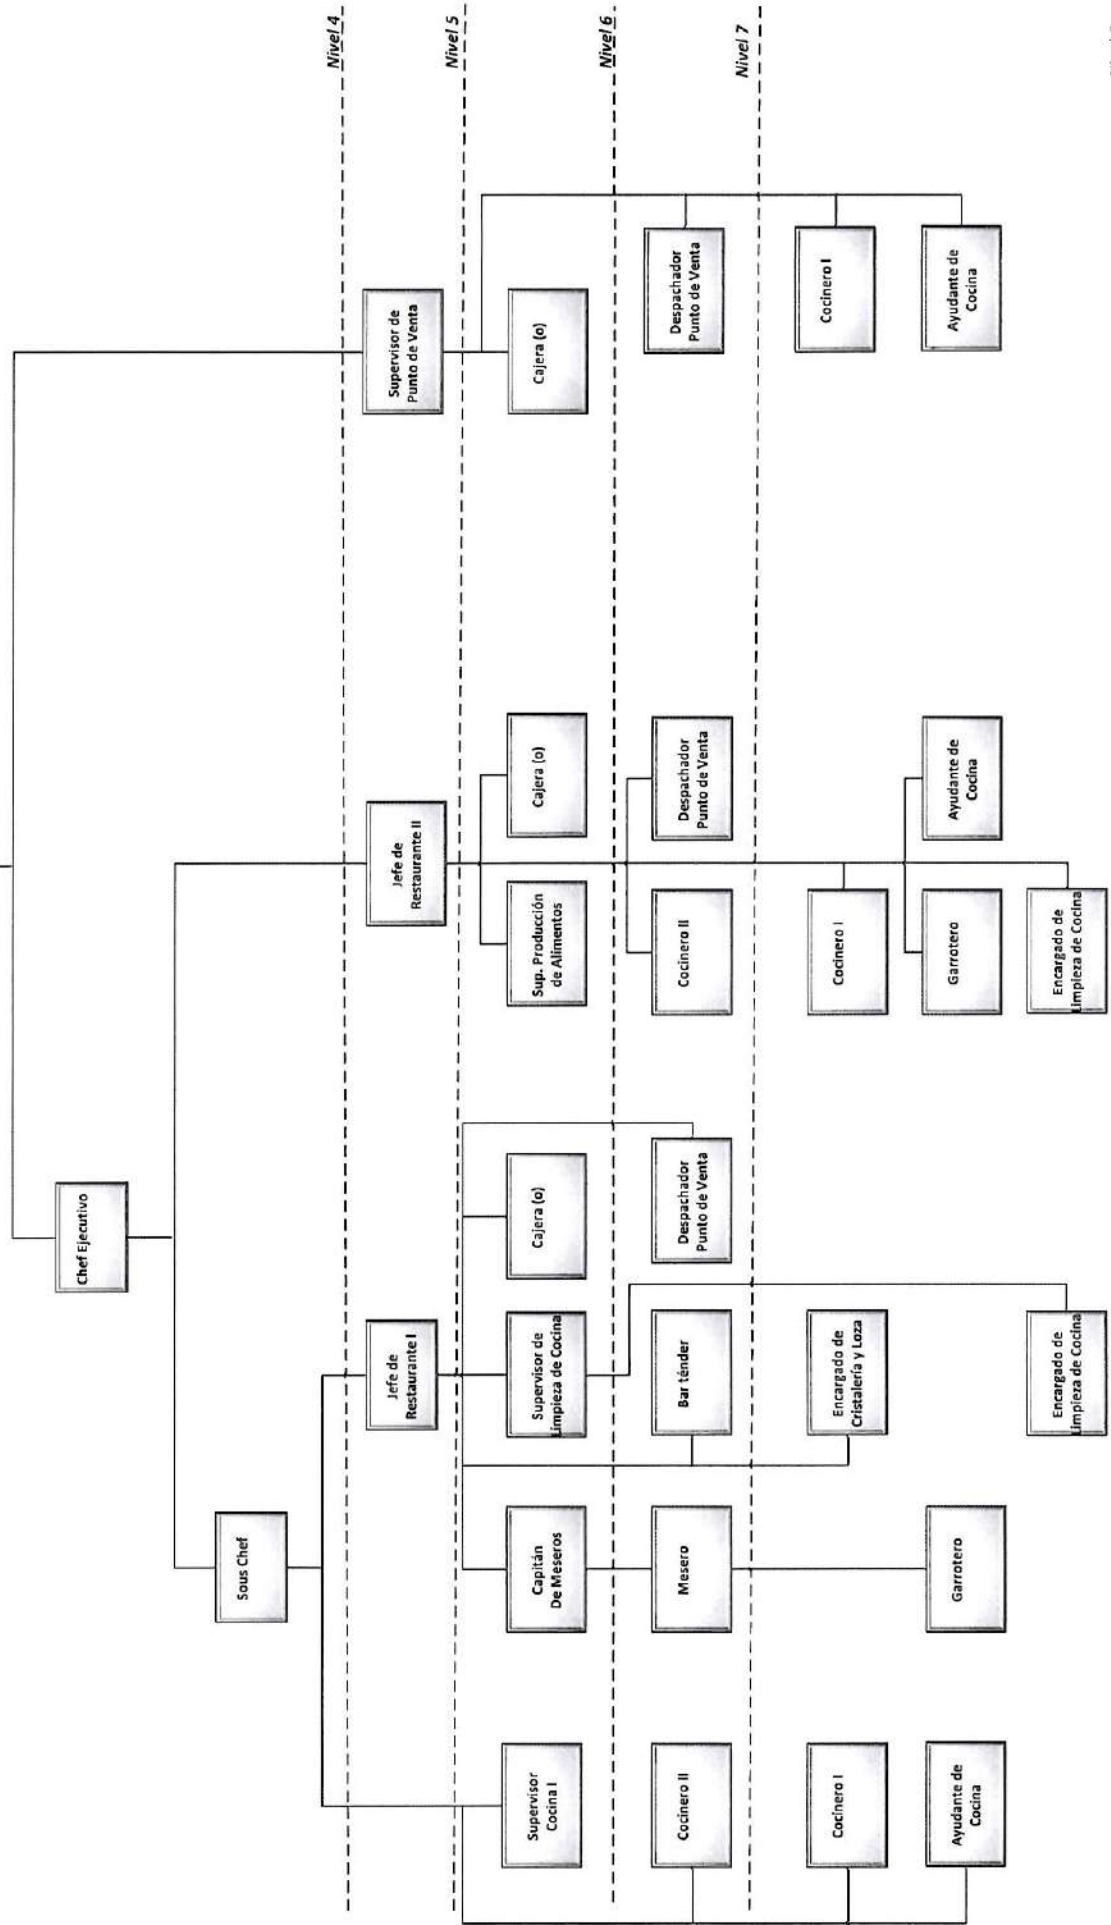 Nivel 4
Nivel 5
Nivel 6
Nivel 7
Chef Ejecutivo
Sous Chef
Jefe de
Restaurante I
Jefe de
Restaurante II
Supervisor de
Punto de Venta
Supervisor
Cocina I
Capitán
De Meseros
Supervisor de
Limpieza de Cocina
Cajera (o)
Sup. Producción
de Alimentos
Cajera (o)
Cajera (o)
Cocinero II
Mesero
Bar ténder
Despachador
Punto de Venta
Cocinero II
Despachador
Punto de Venta
Despachador
Punto de Venta
Cocinero I
Encargado de
Cristalería y Loza
Cocinero I
Cocinero I
Ayudante de
Cocina
Garrotero
Garrotero
Ayudante de
Cocina
Ayudante de
Cocina
Encargado de
Limpieza de Cocina
Encargado de
Limpieza de Cocina